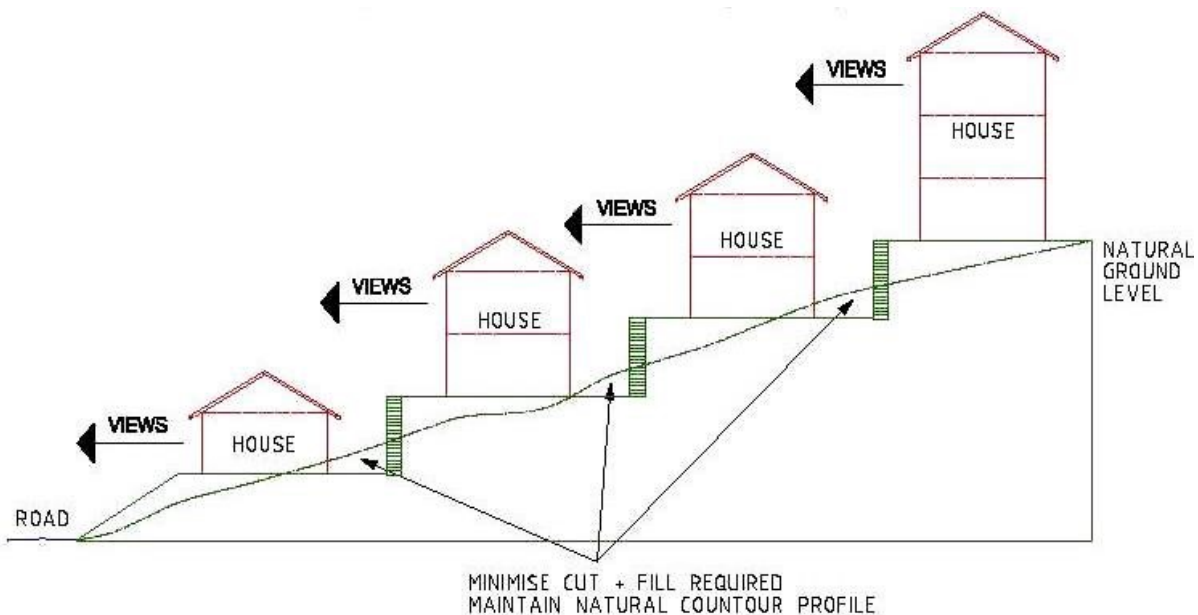 VIEWS
HOUSE
VIEWS
HOUSE
VIEWS
HOUSE
NATURAL
GROUND
LEVEL
VIEWS
HOUSE
ROAD
MINIMISE CUT + FILL REQUIRED
MAINTAIN NATURAL COUNTOUR PROFILE